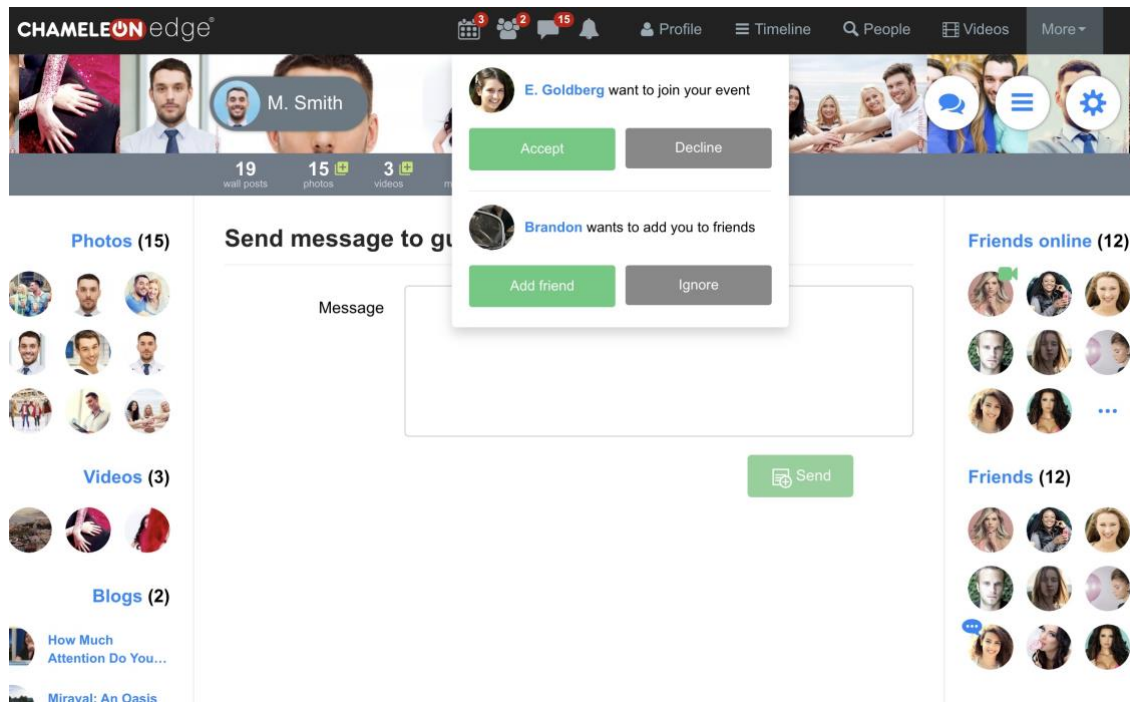 CHAMELEON edge®
3 2 15
Profile Timeline People Videos More
M. Smith
E. Goldberg want to join your event
Accept Decline
19 15 3
wall posts photos videos
Brandon wants to add you to friends
Add friend Ignore
Photos (15)
Send message to gu
Message
Send
Friends online (12)
...
Videos (3)
Friends (12)
Blogs (2)
How Much
Attention Do You...
Miraval: An Oasis